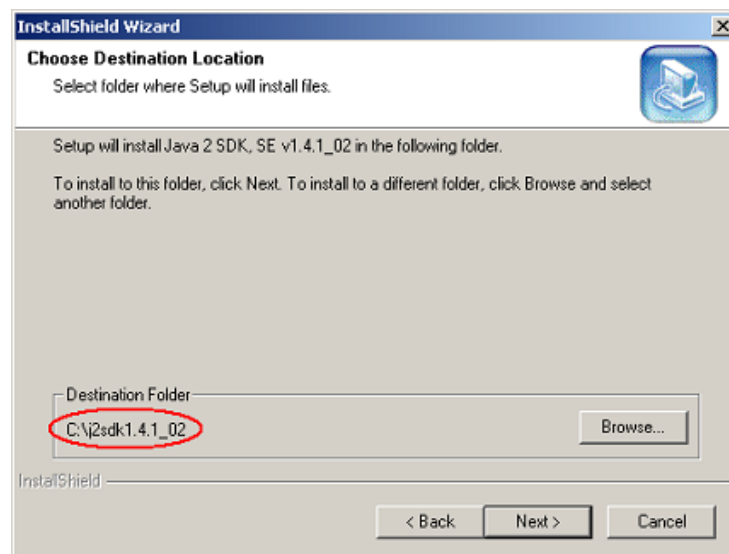 InstallShield Wizard
Choose Destination Location
Select folder where Setup will install files.
Setup will install Java 2 SDK, SE v1.4.1_02 in the following folder.
To install to this folder, click Next. To install to a different folder, click Browse and select
another folder.
Destination Folder
C:\j2sdk1.4.1_02
Browse...
InstallShield
< Back
Next >
Cancel